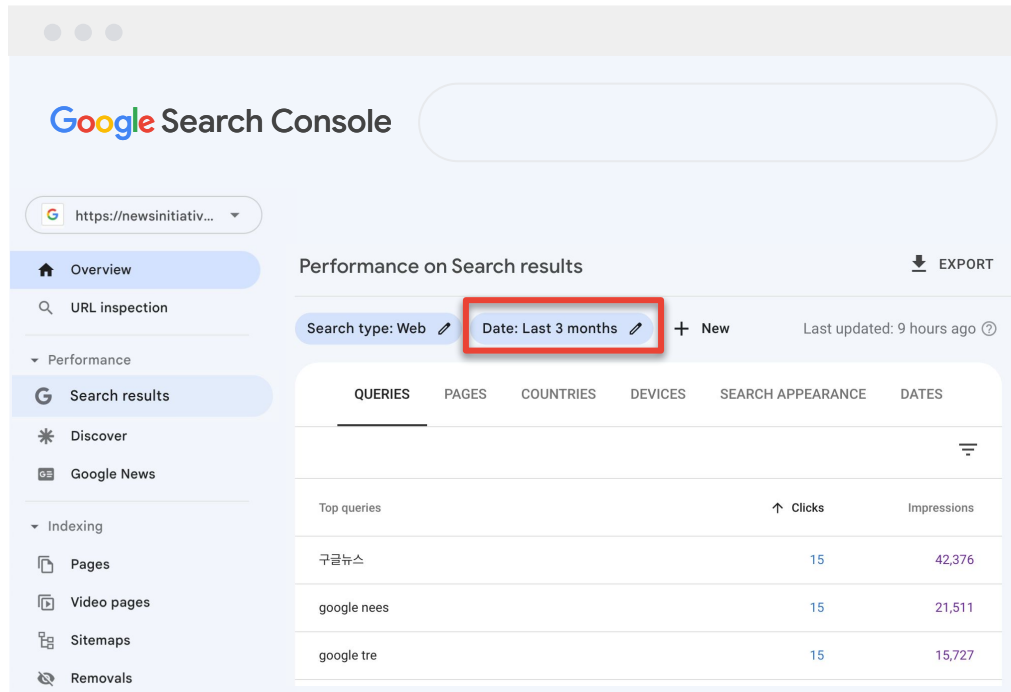 Google Search Console
https://newsinitiativ...
Overview
URL inspection
Performance
Search results
Discover
Google News
Indexing
Pages
Video pages
Sitemaps
Removals
Performance on Search results
EXPORT
Search type: Web
Date: Last 3 months
New
Last updated: 9 hours ago
QUERIES PAGES COUNTRIES DEVICES SEARCH APPEARANCE DATES
Top queries Clicks Impressions
구글뉴스 15 42,376
google nees 15 21,511
google tre 15 15,727